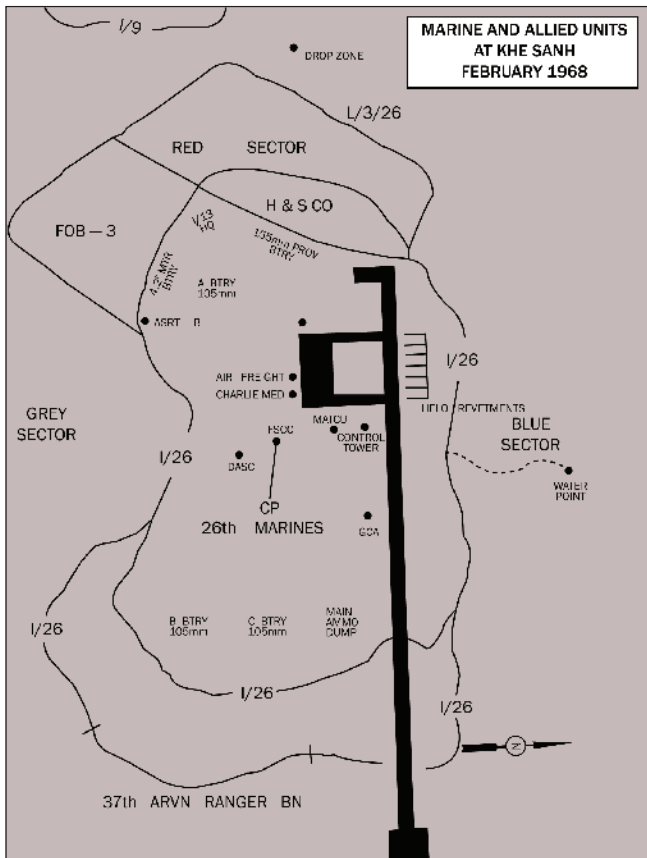 I/9
MARINE AND ALLIED UNITS
AT KHE SANH
FEBRUARY 1968
DROP ZONE
L/3/26
RED SECTOR
H & S CO
FOB — 3
I/13
HQ
155mm PROV
BTRY
4.2" MTR
BTRY
A BTRY
105mm
ASRT B
I/26
AIR FREIGHT
CHARLIE MED
HELO REVETMENTS
GREY
SECTOR
BLUE
SECTOR
MATCU
FSCC
CONTROL
TOWER
I/26
DASC
WATER
POINT
CP
26th MARINES
GCA
B BTRY
105mm
C BTRY
105mm
MAIN
AMMO
DUMP
I/26
I/26
I/26
N
37th ARVN RANGER BN